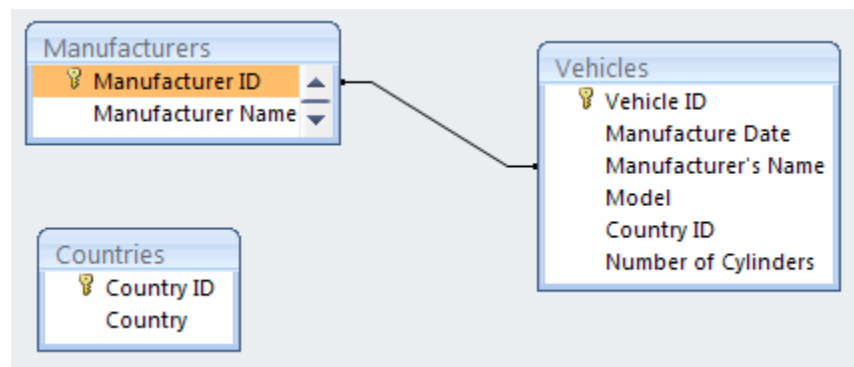 Manufacturers
Manufacturer ID
Manufacturer Name
Vehicles
Vehicle ID
Manufacture Date
Manufacturer's Name
Model
Country ID
Number of Cylinders
Countries
Country ID
Country